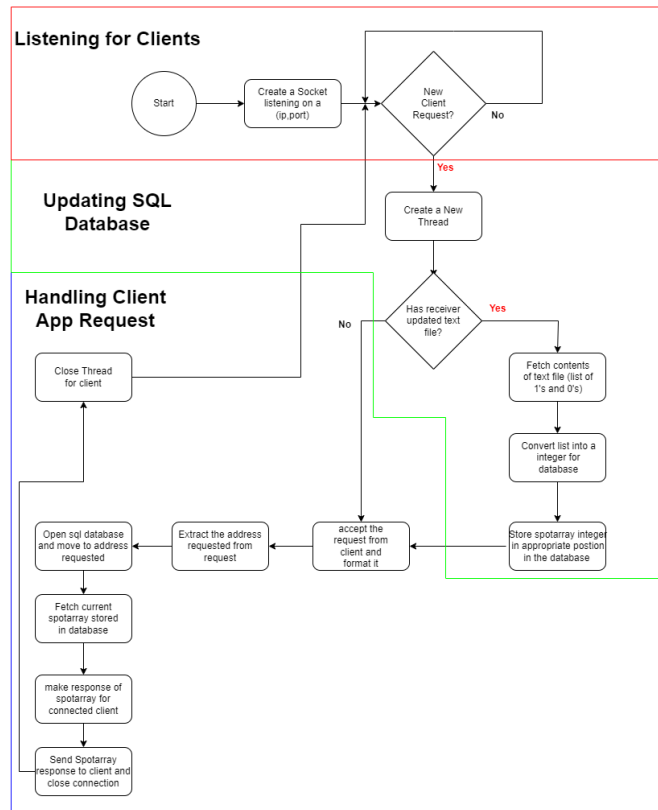 Listening for Clients
Start
Create a Socket
listening on a
(ip,port)
New
Client
Request?
No
Yes
Updating SQL
Database
Create a New
Thread
Handling Client
App Request
Has receiver
updated text
file?
No
Yes
Close Thread
for client
Fetch contents
of text file (list of
1's and 0's)
Convert list into a
integer for
database
Store spotarray integer
in appropriate postion
in the database
accept the
request from
client and
format it
Extract the address
requested from
request
Open sql database
and move to address
requested
Fetch current
spotarray stored
in database
make response of
spotarray for
connected client
Send Spotarray
response to client and
close connection